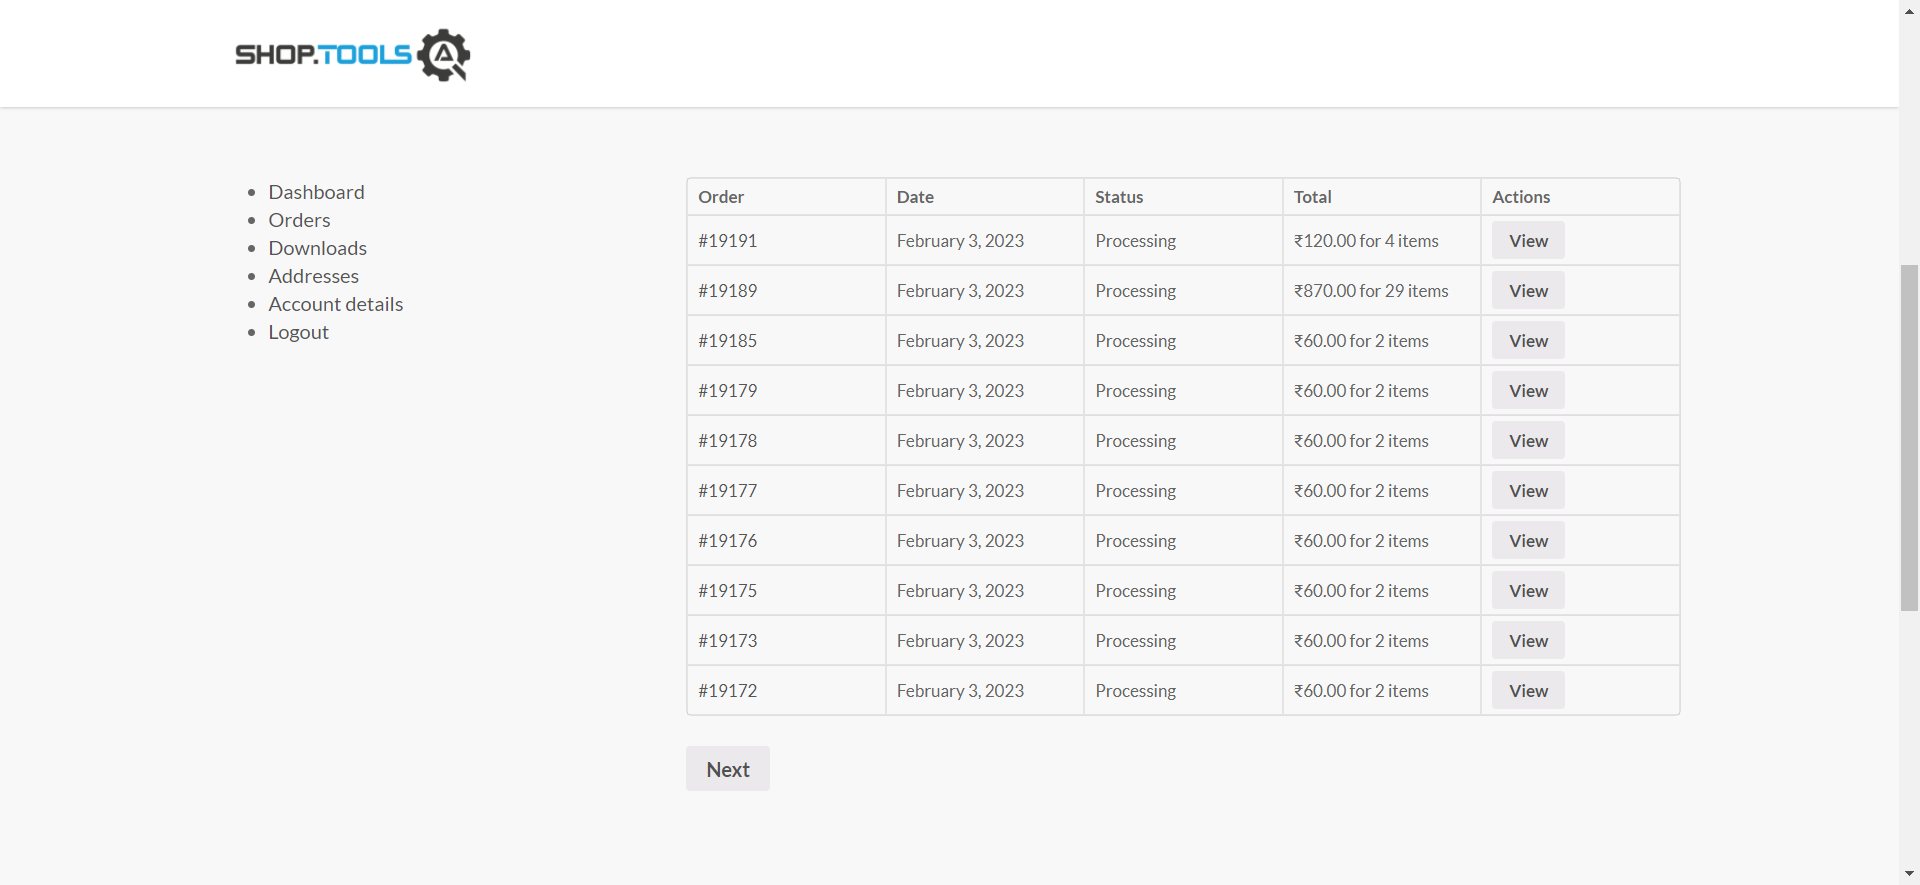 SHOP.TOOLS
Dashboard
Orders
Downloads
Addresses
Account details
Logout
Order Date Status Total Actions
#19191 February 3, 2023 Processing ₹120.00 for 4 items View
#19189 February 3, 2023 Processing ₹870.00 for 29 items View
#19185 February 3, 2023 Processing ₹60.00 for 2 items View
#19179 February 3, 2023 Processing ₹60.00 for 2 items View
#19178 February 3, 2023 Processing ₹60.00 for 2 items View
#19177 February 3, 2023 Processing ₹60.00 for 2 items View
#19176 February 3, 2023 Processing ₹60.00 for 2 items View
#19175 February 3, 2023 Processing ₹60.00 for 2 items View
#19173 February 3, 2023 Processing ₹60.00 for 2 items View
#19172 February 3, 2023 Processing ₹60.00 for 2 items View
Next